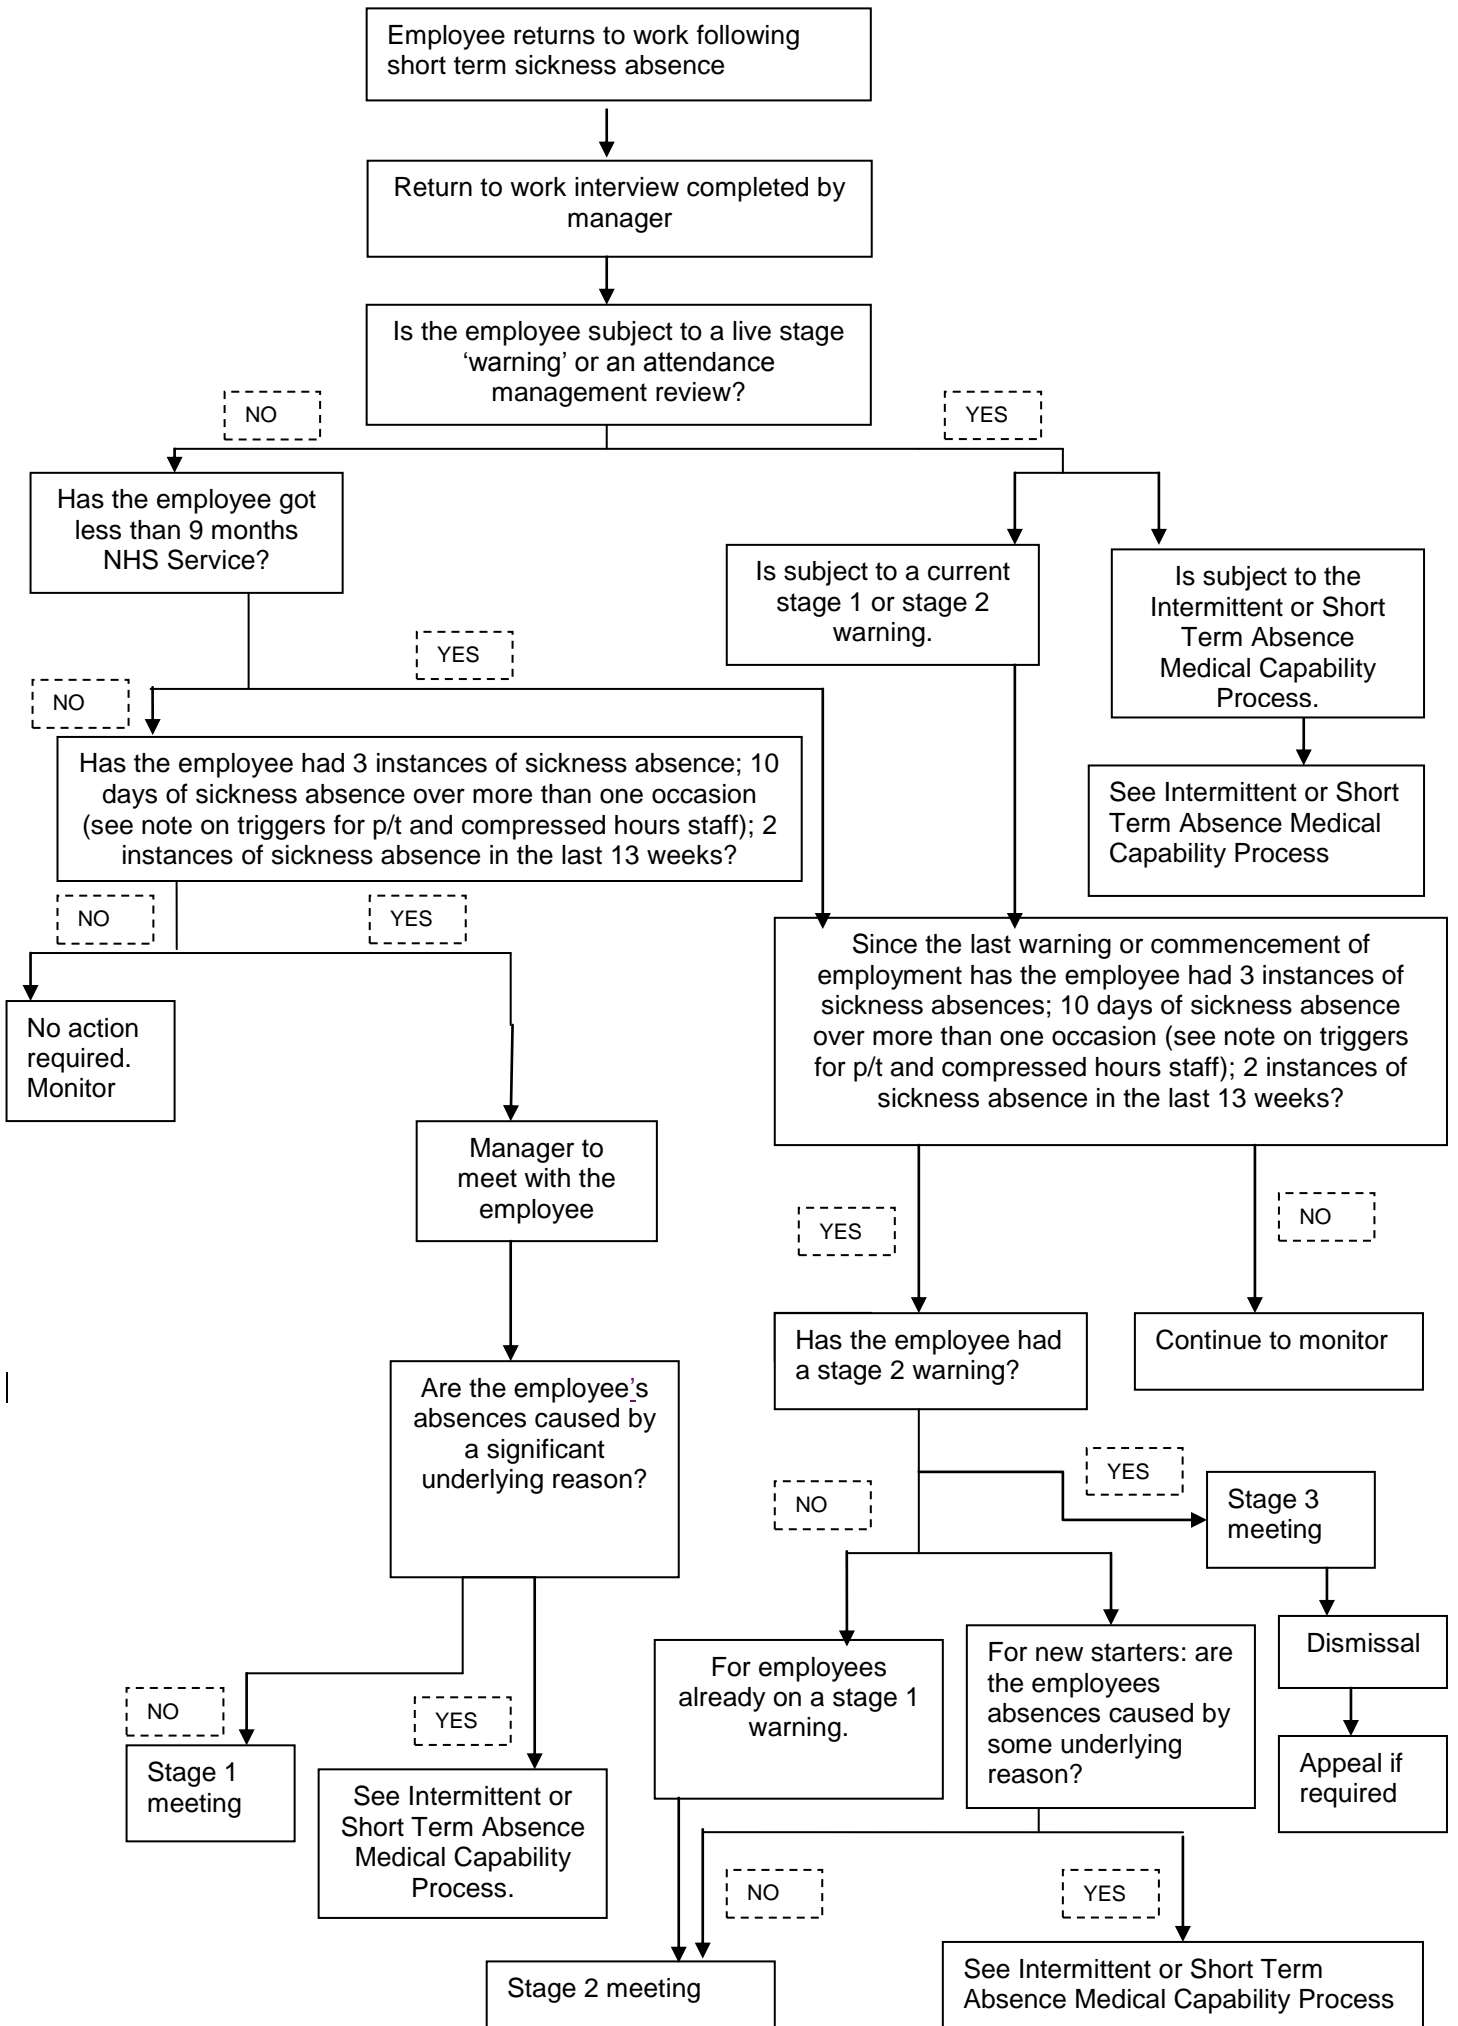 Employee returns to work following
short term sickness absence
Return to work interview completed by
manager
Is the employee subject to a live stage
‘warning’ or an attendance
management review?
NO
YES
Has the employee got
less than 9 months
NHS Service?
Is subject to a current
stage 1 or stage 2
warning.
Is subject to the
Intermittent or Short
Term Absence
Medical Capability
Process.
YES
NO
Has the employee had 3 instances of sickness absence; 10
days of sickness absence over more than one occasion
(see note on triggers for p/t and compressed hours staff); 2
instances of sickness absence in the last 13 weeks?
See Intermittent or Short
Term Absence Medical
Capability Process
NO
YES
Since the last warning or commencement of
employment has the employee had 3 instances of
sickness absences; 10 days of sickness absence
over more than one occasion (see note on triggers
for p/t and compressed hours staff); 2 instances of
sickness absence in the last 13 weeks?
No action
required.
Monitor
Manager to
meet with the
employee
YES
NO
Has the employee had
a stage 2 warning?
Continue to monitor
Are the employee’s
absences caused by
a significant
underlying reason?
NO
YES
Stage 3
meeting
For employees
already on a stage 1
warning.
For new starters: are
the employees
absences caused by
some underlying
reason?
Dismissal
Appeal if
required
NO
YES
Stage 1
meeting
See Intermittent or
Short Term Absence
Medical Capability
Process.
NO
YES
Stage 2 meeting
See Intermittent or Short Term
Absence Medical Capability Process